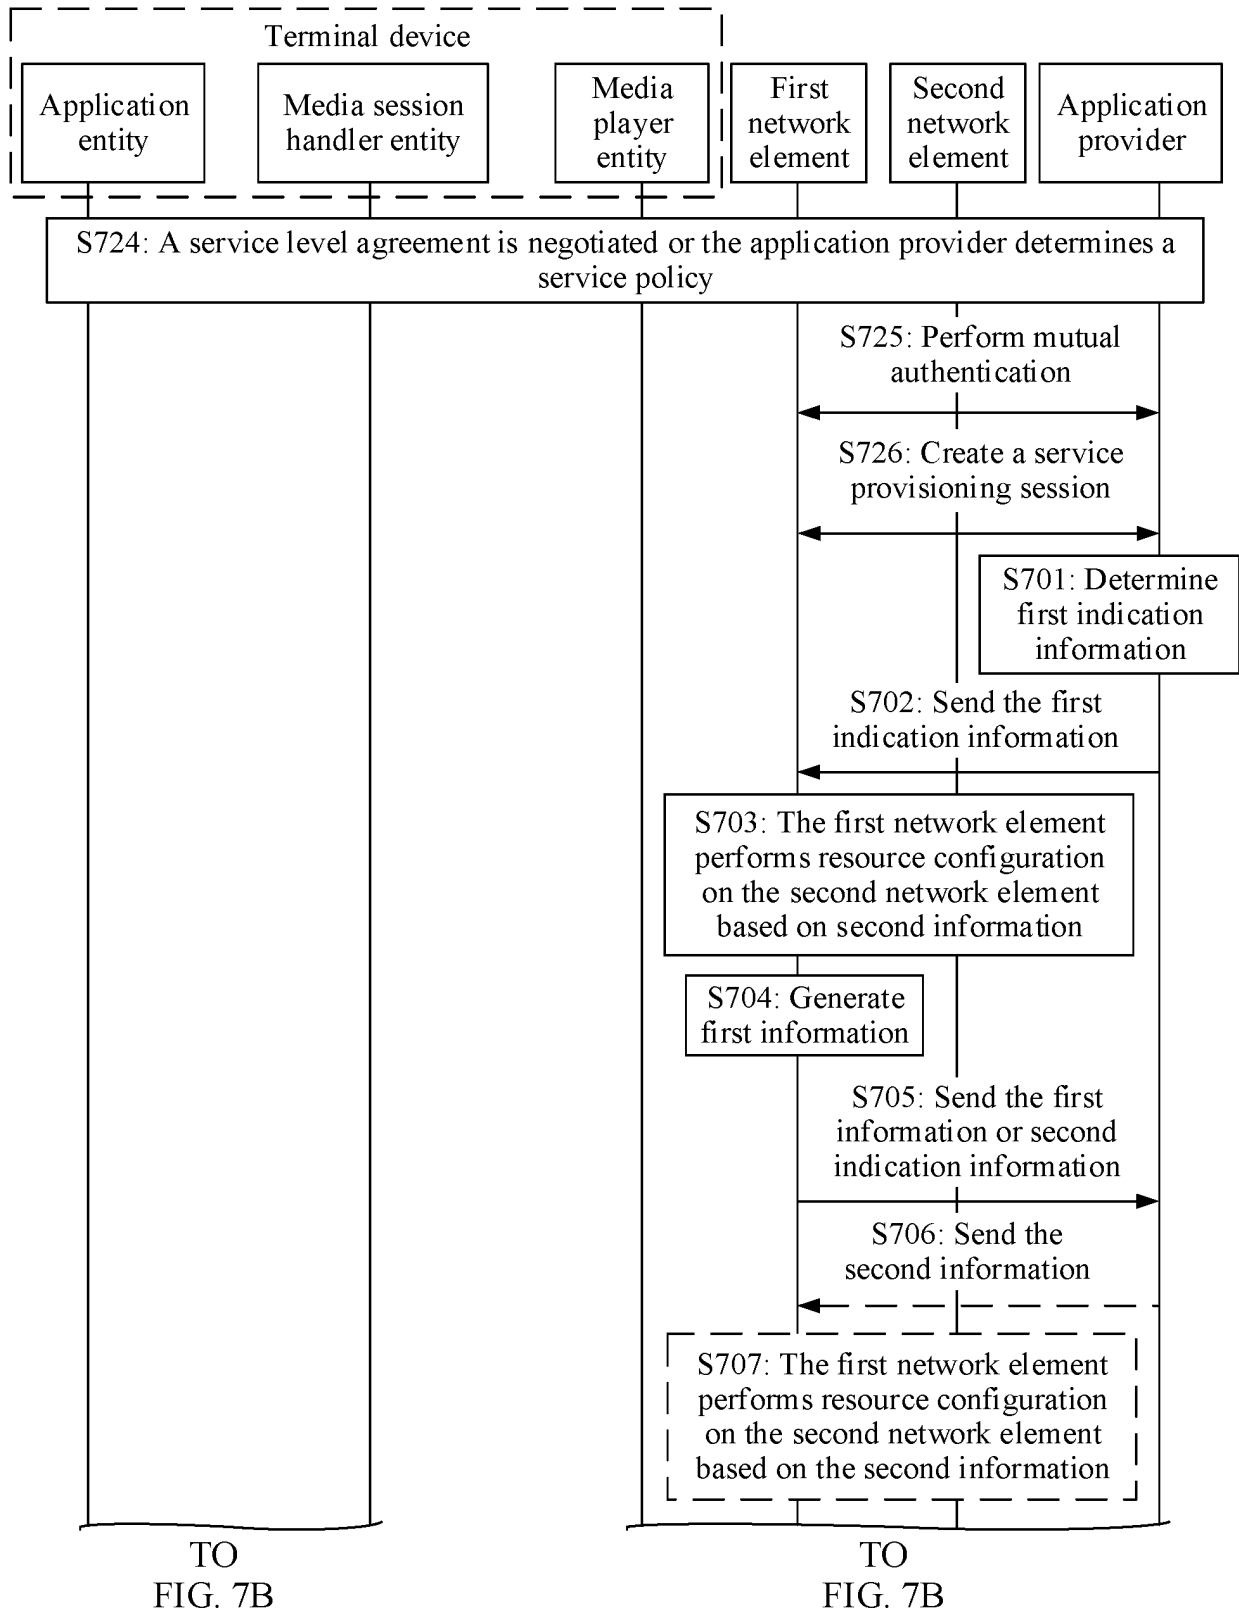 Terminal device
Application
entity
Media session
handler entity
Media
player
entity
First
network
element
Second
network
element
Application
provider
S724: A service level agreement is negotiated or the application provider determines a
service policy
S725: Perform mutual
authentication
S726: Create a service
provisioning session
S701: Determine
first indication
information
S702: Send the first
indication information
S703: The first network element
performs resource configuration
on the second network element
based on second information
S704: Generate
first information
S705: Send the first
information or second
indication information
S706: Send the
second information
S707: The first network element
performs resource configuration
on the second network element
based on the second information
TO
FIG. 7B
TO
FIG. 7B